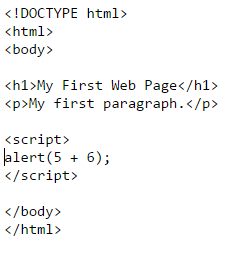 <!DOCTYPE html>
<html>
<body>
<h1>My First Web Page</h1>
<p>My first paragraph.</p>
<script>
alert(5 + 6);
</script>
</body>
</html>